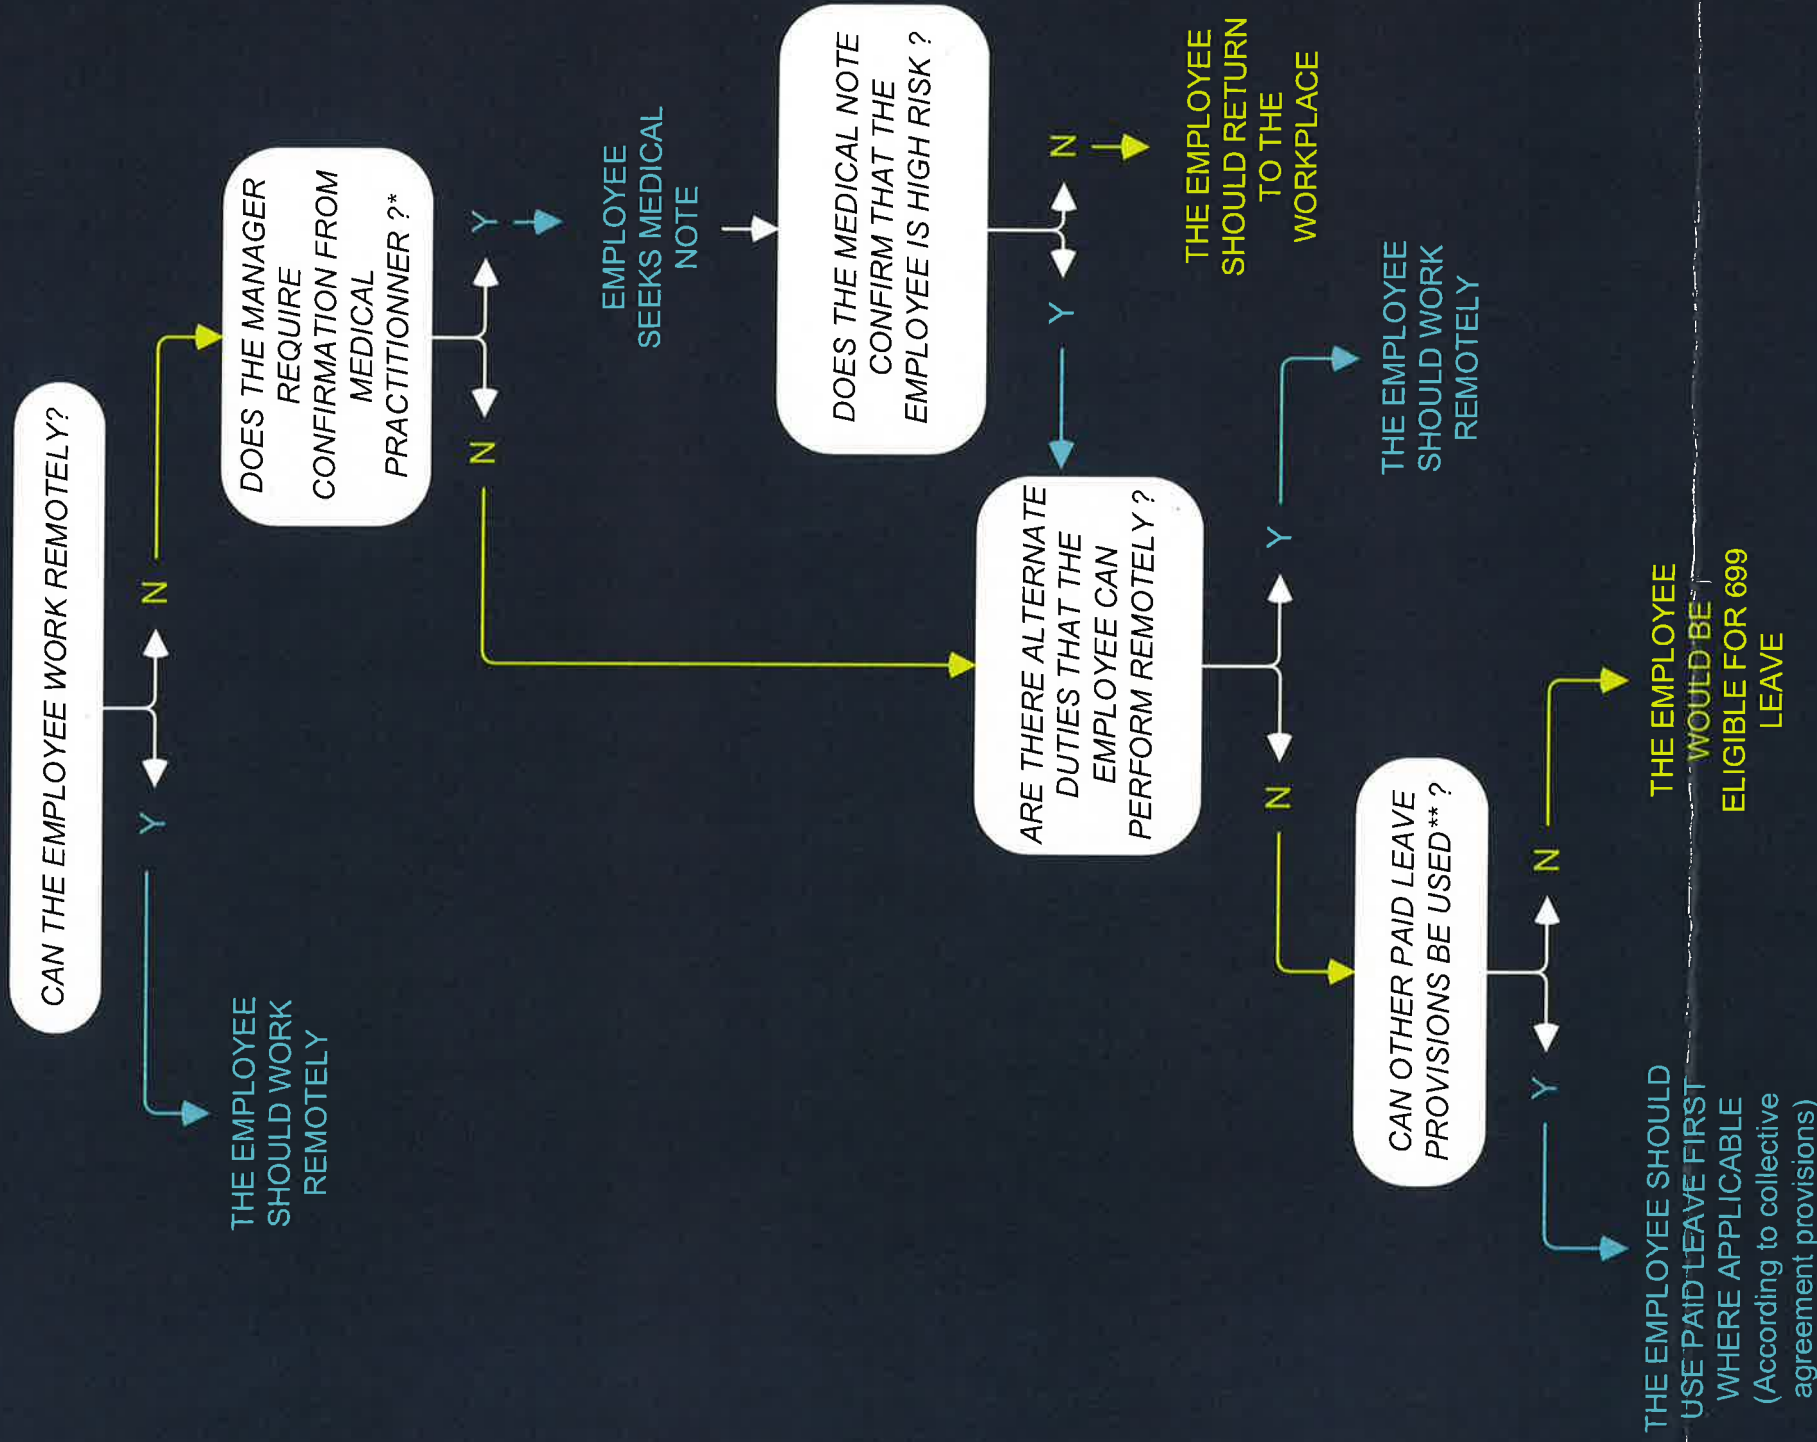 CAN THE EMPLOYEE WORK REMOTELY?
Y
N
THE EMPLOYEE
SHOULD WORK
REMOTELY
DOES THE MANAGER
REQUIRE
CONFIRMATION FROM
MEDICAL
PRACTITIONNER ?*
N
Y
EMPLOYEE
SEEKS MEDICAL
NOTE
DOES THE MEDICAL NOTE
CONFIRM THAT THE
EMPLOYEE IS HIGH RISK ?
Y
N
THE EMPLOYEE
SHOULD RETURN
TO THE
WORKPLACE
ARE THERE ALTERNATE
DUTIES THAT THE
EMPLOYEE CAN
PERFORM REMOTELY ?
N
Y
THE EMPLOYEE
SHOULD WORK
REMOTELY
CAN OTHER PAID LEAVE
PROVISIONS BE USED** ?
Y
N
THE EMPLOYEE SHOULD
USE PAID LEAVE FIRST
WHERE APPLICABLE
(According to collective
agreement provisions)
THE EMPLOYEE
WOULD BE
ELIGIBLE FOR 699
LEAVE